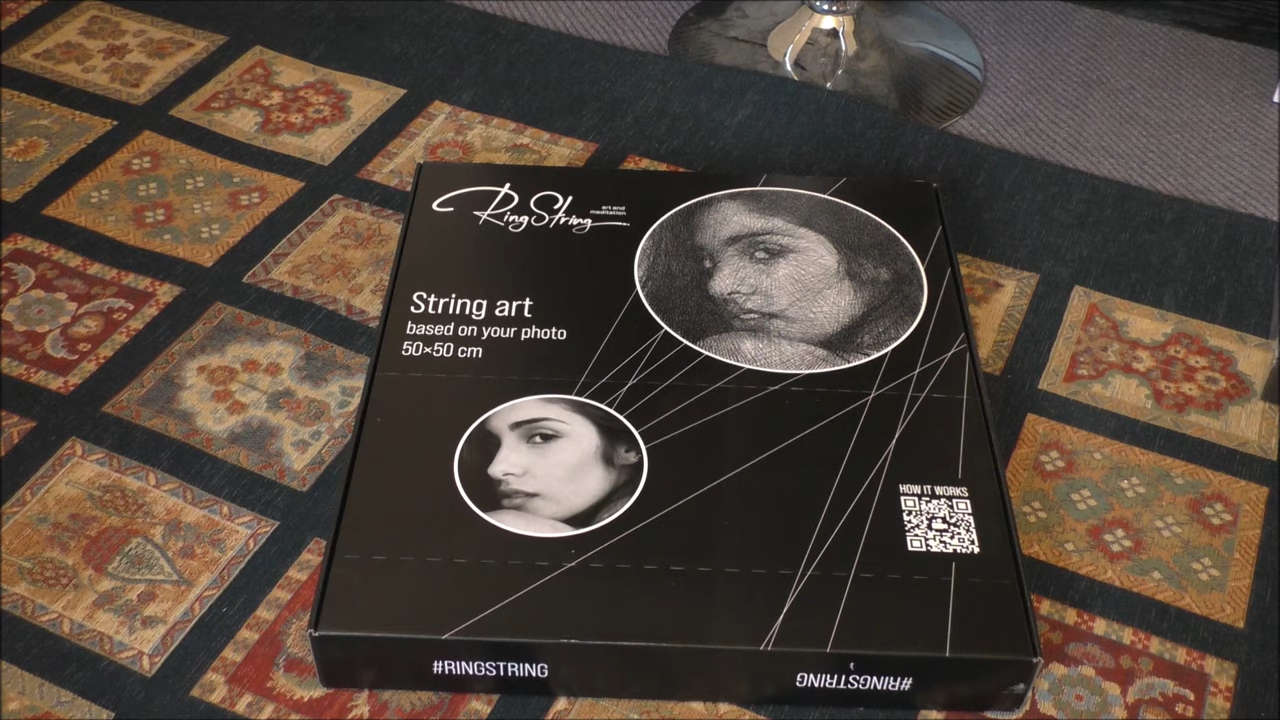 RingString
art and
meditation
String art
based on your photo
50×50 cm
HOW IT WORKS
#RINGSTRING
#RINGSTRING